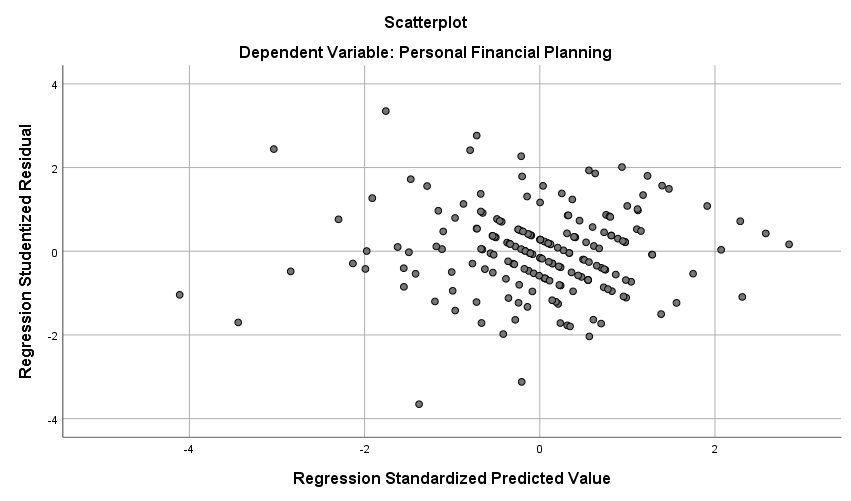 Scatterplot
Dependent Variable: Personal Financial Planning
Regression Studentized Residual
4
2
0
-2
-4
-4
-2
0
2
Regression Standardized Predicted Value